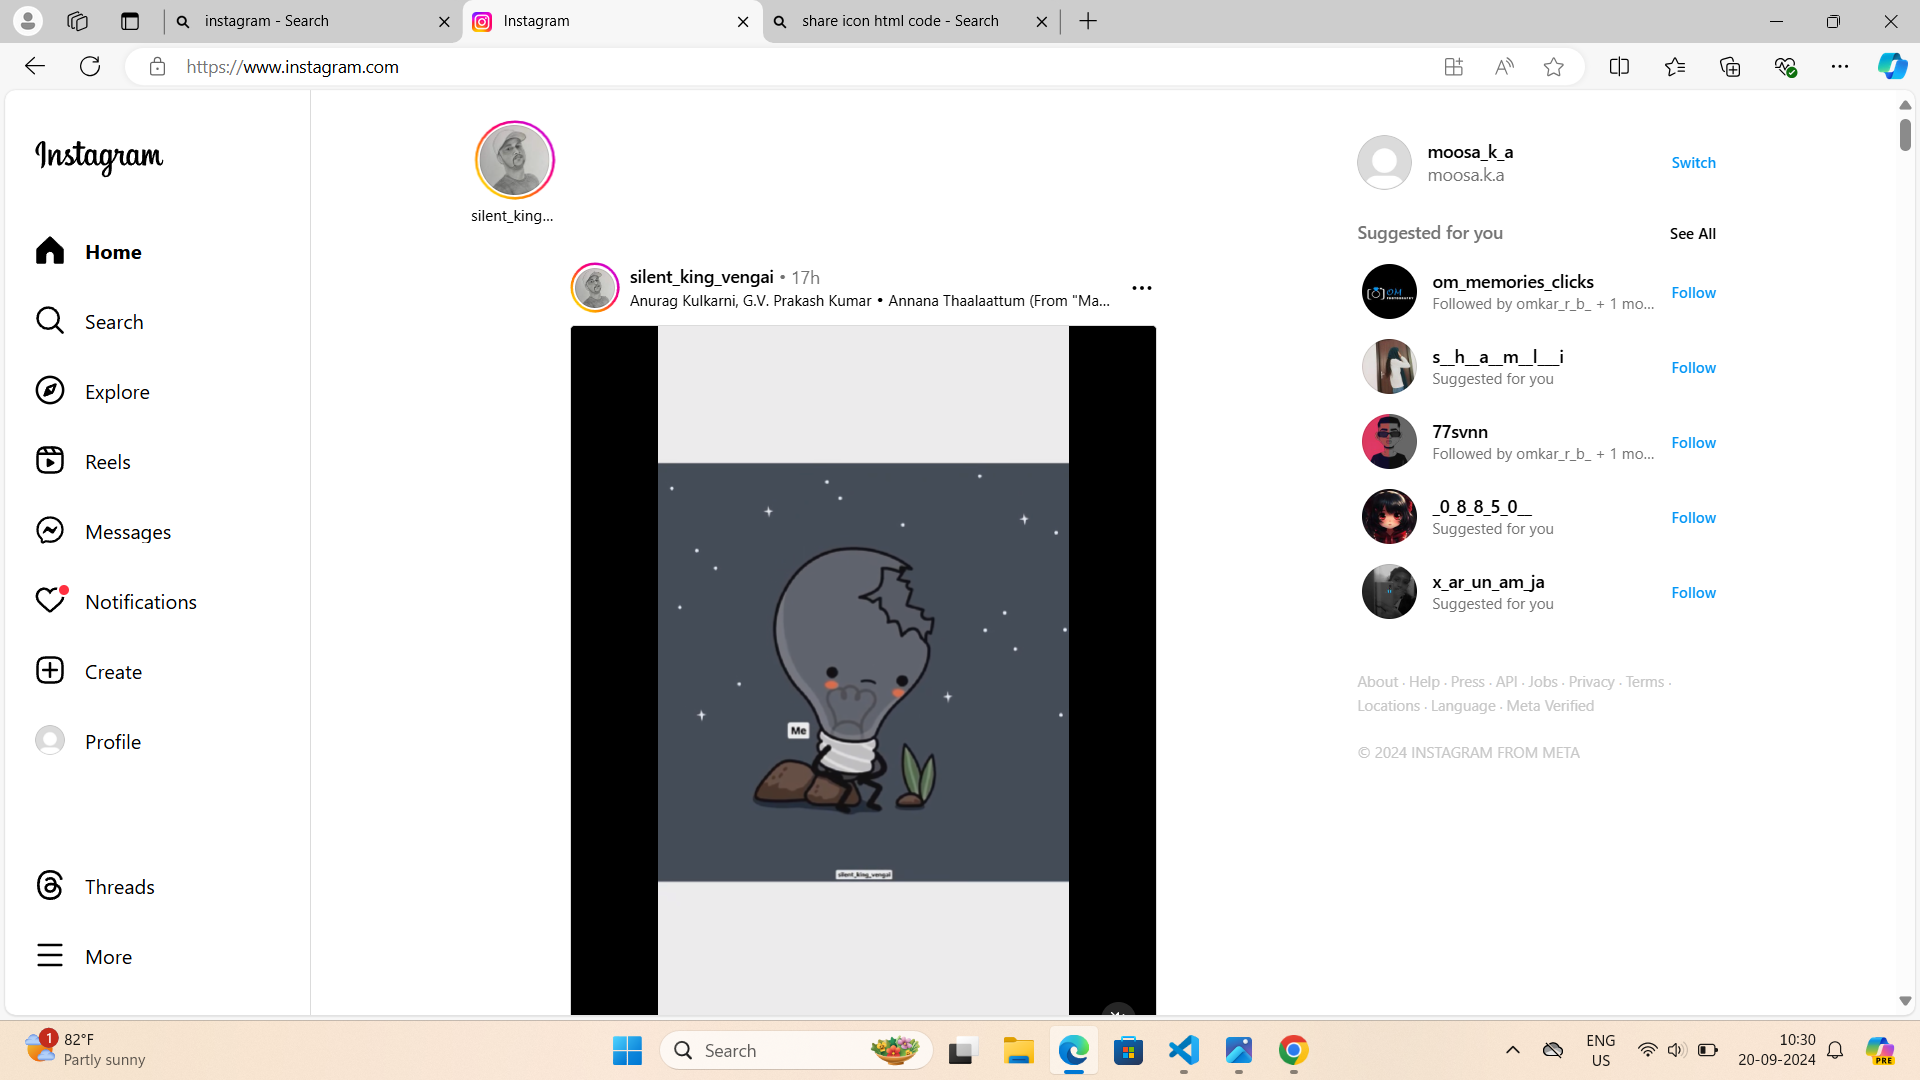 instagram - Search
Instagram
share icon html code - Search
https://www.instagram.com
Instagram
Home
Search
Explore
Reels
Messages
Notifications
Create
Profile
Threads
More
silent_king...
silent_king_vengai • 17h
Anurag Kulkarni, G.V. Prakash Kumar • Annana Thaalaattum (From "Ma...
Me
silent_king_vengai
moosa_k_a
moosa.k.a
Switch
Suggested for you
See All
om_memories_clicks
Followed by omkar_r_b_ + 1 mo...
Follow
s__h__a__m__l___i
Suggested for you
Follow
77svnn
Followed by omkar_r_b_ + 1 mo...
Follow
_0_8_8_5_0__
Suggested for you
Follow
x_ar_un_am_ja
Suggested for you
Follow
About · Help · Press · API · Jobs · Privacy · Terms ·
Locations · Language · Meta Verified
© 2024 INSTAGRAM FROM META
1
82°F
Partly sunny
Search
ENG
US
10:30
20-09-2024
PRE